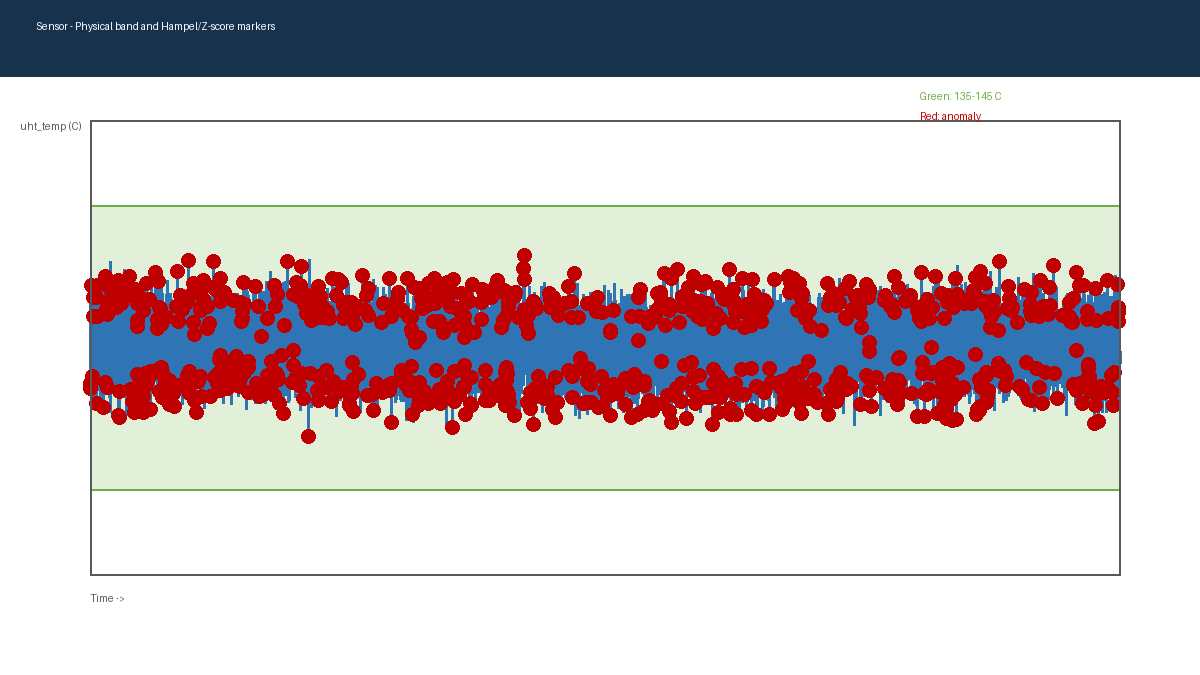 Sensor - Physical band and Hampel/Z-score markers
Green: 135-145 C
Red: anomaly
uht_temp (C)
Time ->